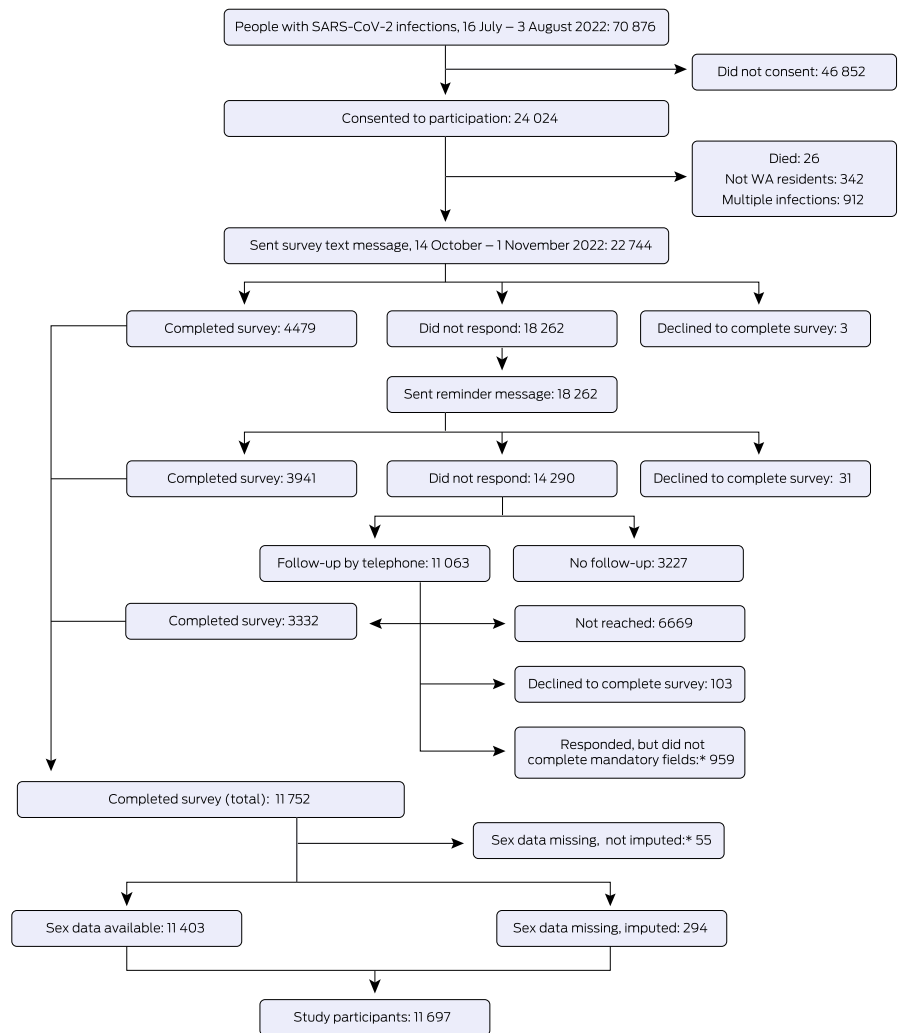 People with SARS-CoV-2 infections, 16 July – 3 August 2022: 70 876
Did not consent: 46 852
Consented to participation: 24 024
Died: 26
Not WA residents: 342
Multiple infections: 912
Sent survey text message, 14 October – 1 November 2022: 22 744
Completed survey: 4479
Did not respond: 18 262
Declined to complete survey: 3
Sent reminder message: 18 262
Completed survey: 3941
Did not respond: 14 290
Declined to complete survey: 31
Follow-up by telephone: 11 063
No follow-up: 3227
Completed survey: 3332
Not reached: 6669
Declined to complete survey: 103
Responded, but did not
complete mandatory fields:* 959
Completed survey (total): 11 752
Sex data missing, not imputed:* 55
Sex data available: 11 403
Sex data missing, imputed: 294
Study participants: 11 697